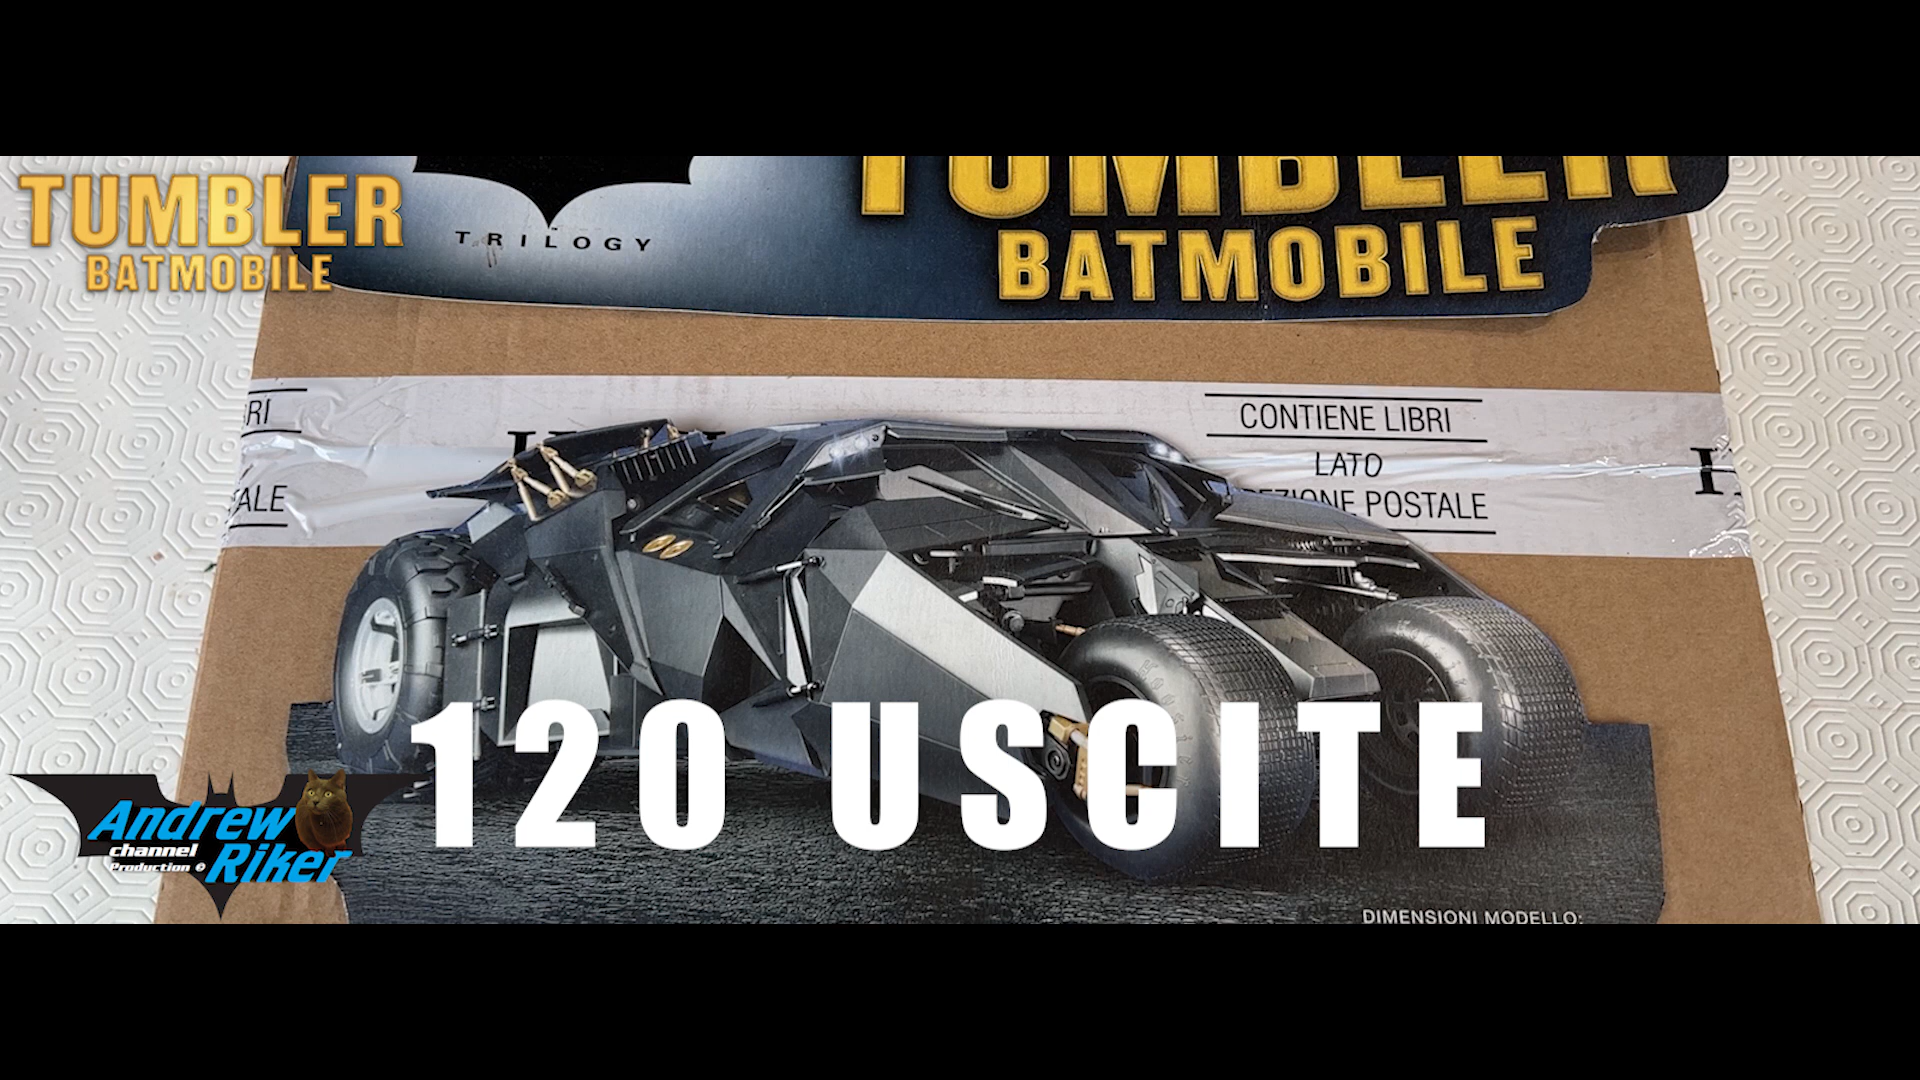 TUMBLER
BATMOBILE
TRILOGY
TUMBLER
BATMOBILE
CONTIENE LIBRI
LATO
POSTALE
120 USCITE
Andrew
channel
Riker
Production ©
DIMENSIONI MODELLO: